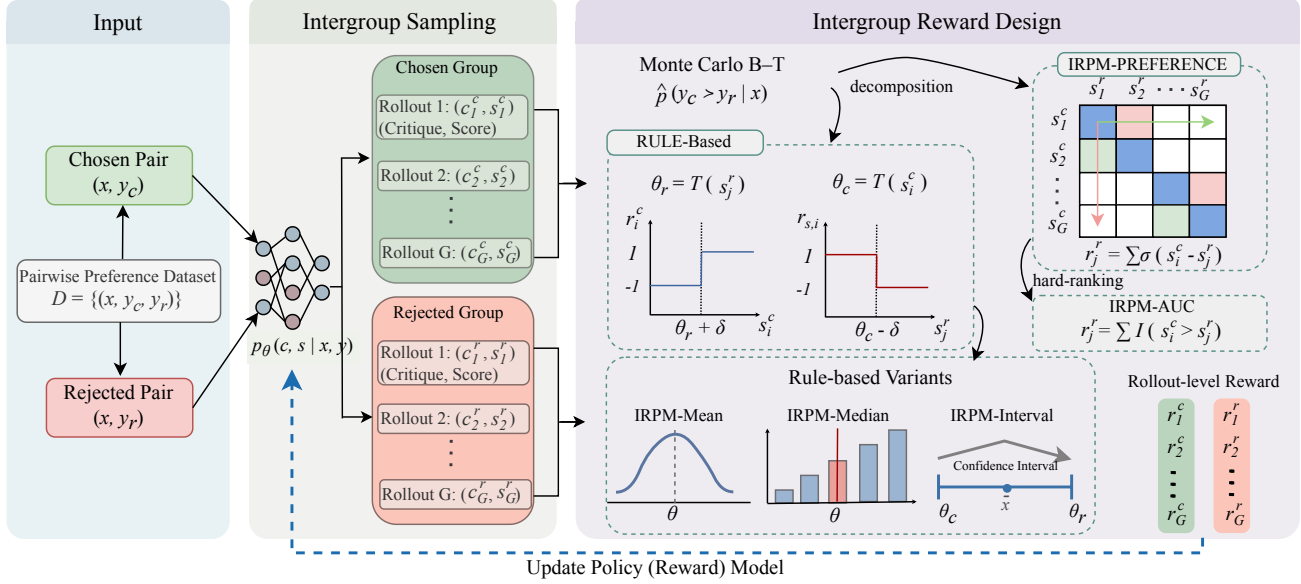 Input
Intergroup Sampling
Intergroup Reward Design
Chosen Pair
(x, y_c)
Pairwise Preference Dataset
D = {(x, y_c, y_r)}
Rejected Pair
(x, y_r)
p_θ(c, s | x, y)
Chosen Group
Rollout 1: (c_1^c, s_1^c)
(Critique, Score)
Rollout 2: (c_2^c, s_2^c)
Rollout G: (c_G^c, s_G^c)
Rejected Group
Rollout 1: (c_1^r, s_1^r)
(Critique, Score)
Rollout 2: (c_2^r, s_2^r)
Rollout G: (c_G^r, s_G^r)
Monte Carlo B–T
p̂(y_c > y_r | x)
decomposition
RULE-Based
θ_r = T( s_j^r)
θ_c = T( s_i^c)
r_i^c
1
-1
θ_r + δ
s_i^c
r_{s,i}
1
-1
θ_c - δ
s_j^r
IRPM-PREFERENCE
s_1^r s_2^r ··· s_G^r
s_1^c
s_2^c
s_G^c
r_j^r = ∑σ( s_i^c - s_j^r)
hard-ranking
IRPM-AUC
r_j^r = ∑ I( s_i^c > s_j^r)
Rule-based Variants
IRPM-Mean
θ
IRPM-Median
θ
IRPM-Interval
Confidence Interval
θ_c
x̄
θ_r
Rollout-level Reward
r_1^c r_1^r
r_2^c r_2^r
r_G^c r_G^r
Update Policy (Reward) Model